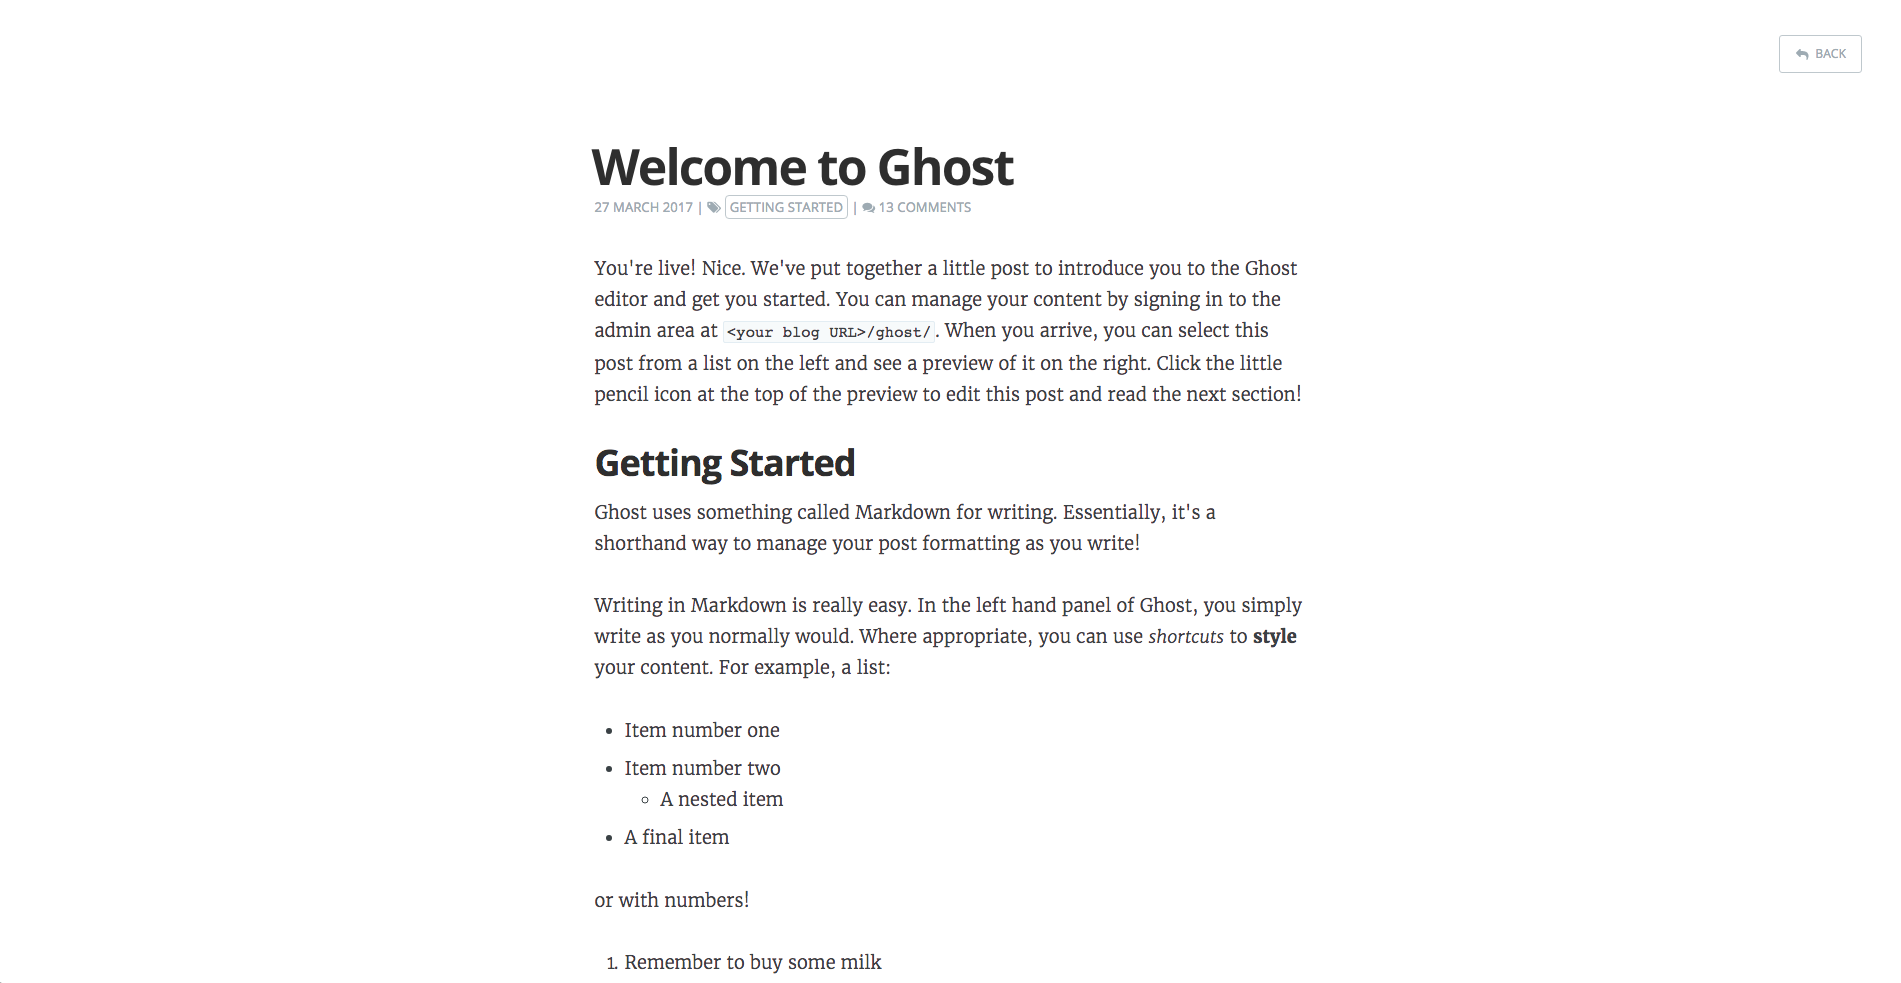 BACK
Welcome to Ghost
27 MARCH 2017 | GETTING STARTED | 13 COMMENTS
You're live! Nice. We've put together a little post to introduce you to the Ghost
editor and get you started. You can manage your content by signing in to the
admin area at <your blog URL>/ghost/. When you arrive, you can select this
post from a list on the left and see a preview of it on the right. Click the little
pencil icon at the top of the preview to edit this post and read the next section!
Getting Started
Ghost uses something called Markdown for writing. Essentially, it's a
shorthand way to manage your post formatting as you write!
Writing in Markdown is really easy. In the left hand panel of Ghost, you simply
write as you normally would. Where appropriate, you can use shortcuts to style
your content. For example, a list:
• Item number one
• Item number two
◦ A nested item
• A final item
or with numbers!
1. Remember to buy some milk